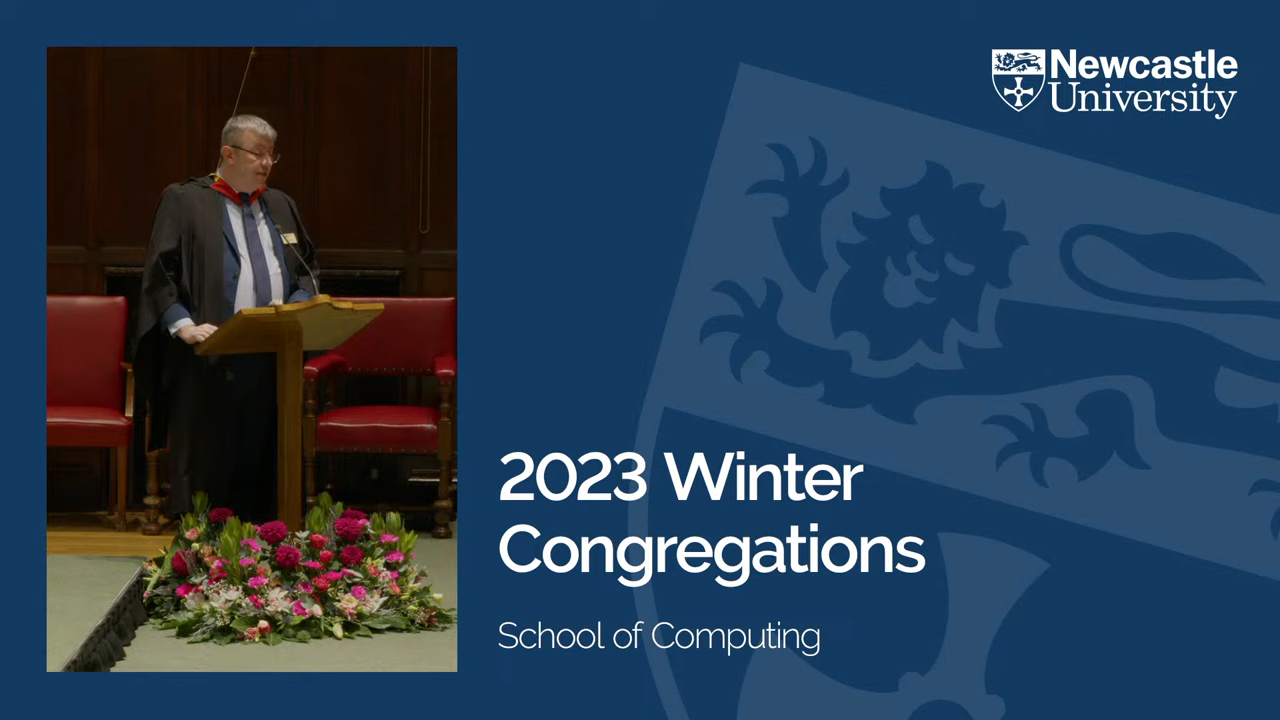 Newcastle
University
2023 Winter
Congregations
School of Computing